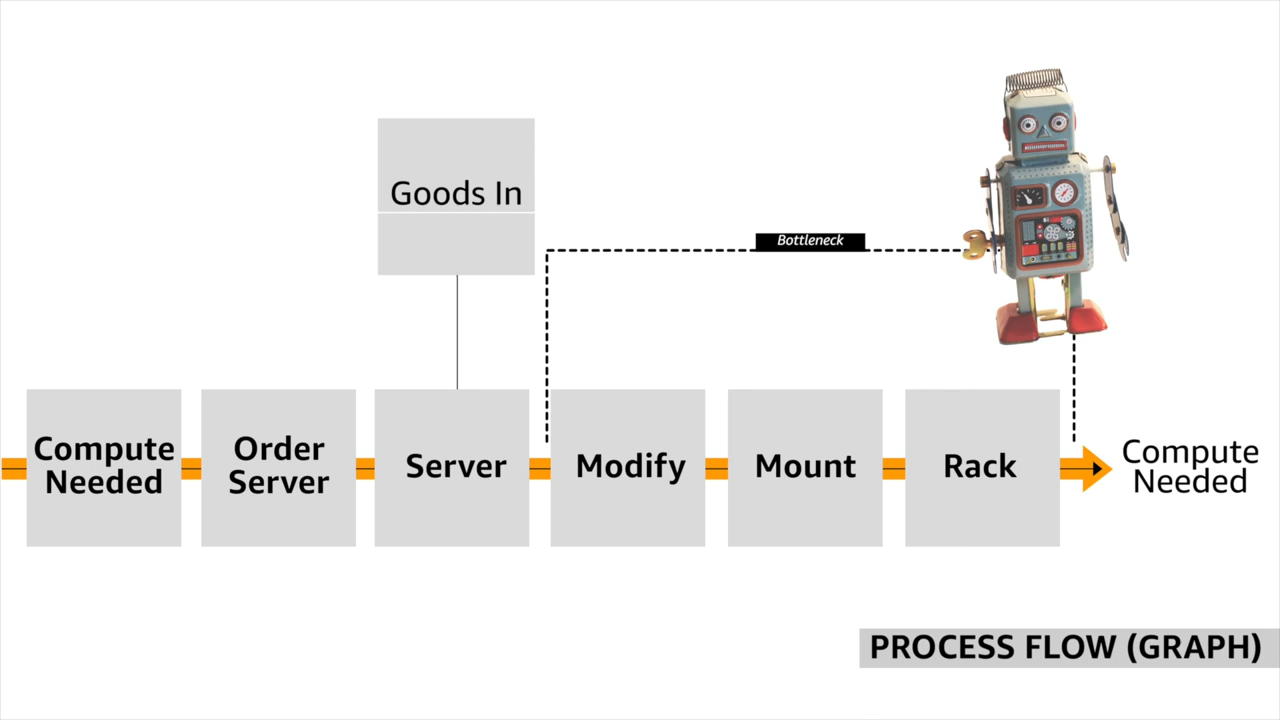 Goods In
Bottleneck
Compute
Needed
Order
Server
Server
Modify
Mount
Rack
Compute
Needed
PROCESS FLOW (GRAPH)